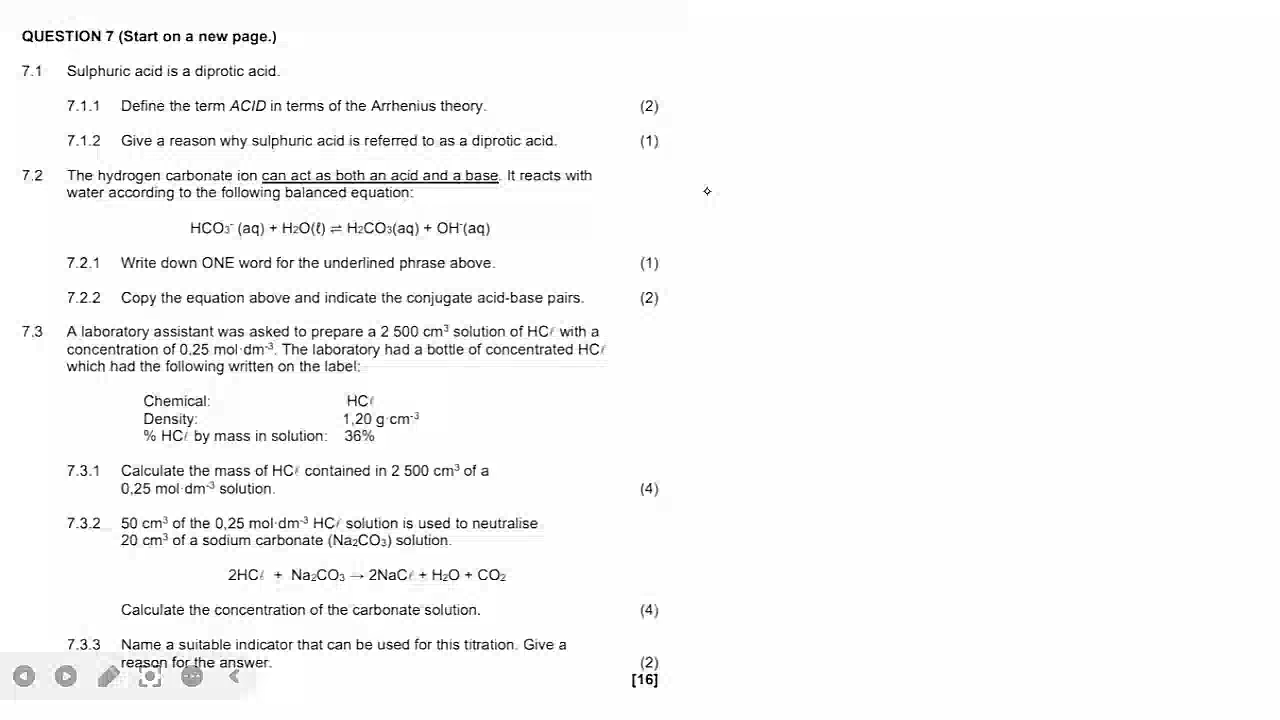 QUESTION 7 (Start on a new page.)
7.1 Sulphuric acid is a diprotic acid.
7.1.1 Define the term ACID in terms of the Arrhenius theory. (2)
7.1.2 Give a reason why sulphuric acid is referred to as a diprotic acid. (1)
7.2 The hydrogen carbonate ion can act as both an acid and a base. It reacts with
water according to the following balanced equation:
HCO₃⁻ (aq) + H₂O(ℓ) ⇌ H₂CO₃(aq) + OH⁻(aq)
7.2.1 Write down ONE word for the underlined phrase above. (1)
7.2.2 Copy the equation above and indicate the conjugate acid-base pairs. (2)
7.3 A laboratory assistant was asked to prepare a 2 500 cm³ solution of HCℓ with a
concentration of 0,25 mol·dm⁻³. The laboratory had a bottle of concentrated HCℓ
which had the following written on the label:
Chemical: HCℓ
Density: 1,20 g·cm⁻³
% HCℓ by mass in solution: 36%
7.3.1 Calculate the mass of HCℓ contained in 2 500 cm³ of a
0,25 mol·dm⁻³ solution. (4)
7.3.2 50 cm³ of the 0,25 mol·dm⁻³ HCℓ solution is used to neutralise
20 cm³ of a sodium carbonate (Na₂CO₃) solution.
2HCℓ + Na₂CO₃ → 2NaCℓ + H₂O + CO₂
Calculate the concentration of the carbonate solution. (4)
7.3.3 Name a suitable indicator that can be used for this titration. Give a
reason for the answer. (2)
[16]